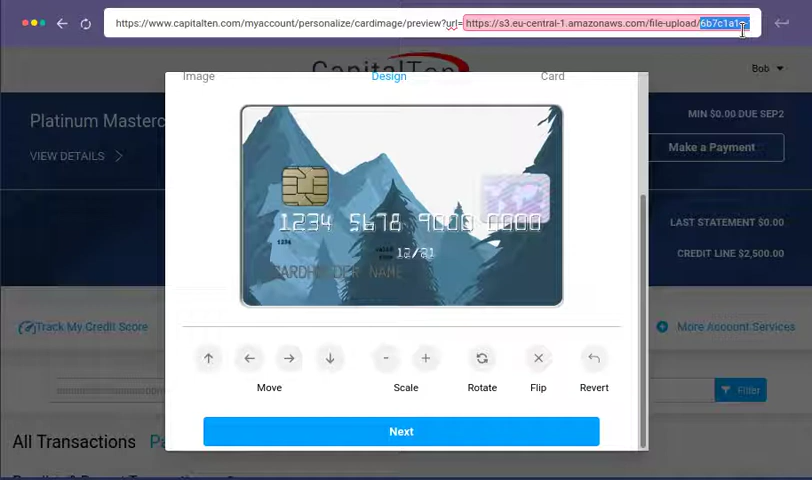 https://www.capitalten.com/myaccount/personalize/cardimage/preview?url=https://s3.eu-central-1.amazonaws.com/file-upload/6b7c1a1
CapitalTen
Bob
Image
Design
Card
Platinum Masterc
MIN $0.00 DUE SEP2
VIEW DETAILS
Make a Payment
1234 5678 9000 0000
1234
12/21
CARDHOLDER NAME
LAST STATEMENT $0.00
CREDIT LINE $2,500.00
Track My Credit Score
More Account Services
Move
Scale
Rotate
Flip
Revert
Filter
Next
All Transactions